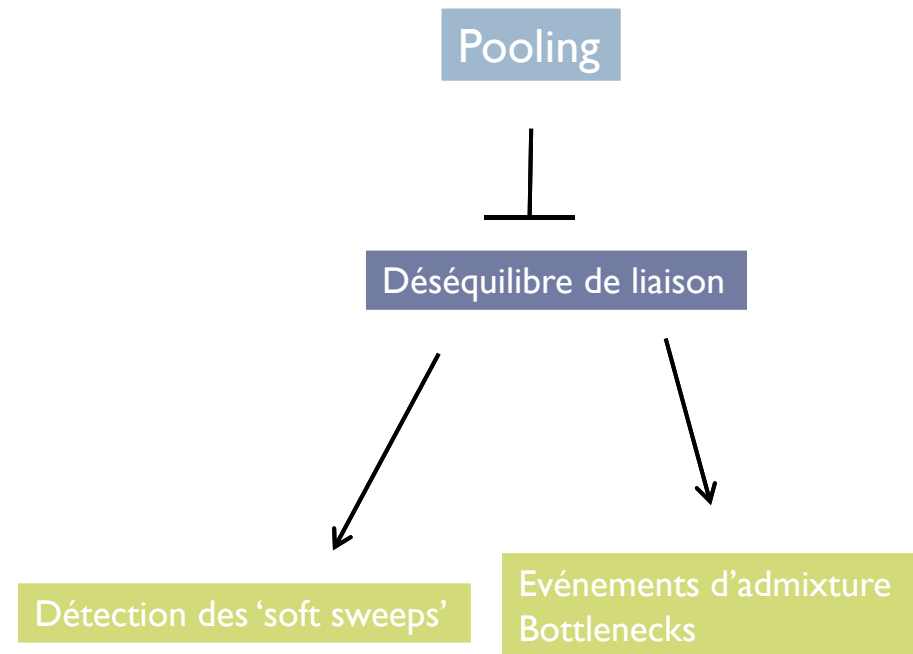 Pooling
Déséquilibre de liaison
Détection des ‘soft sweeps’
Evénements d’admixture
Bottlenecks